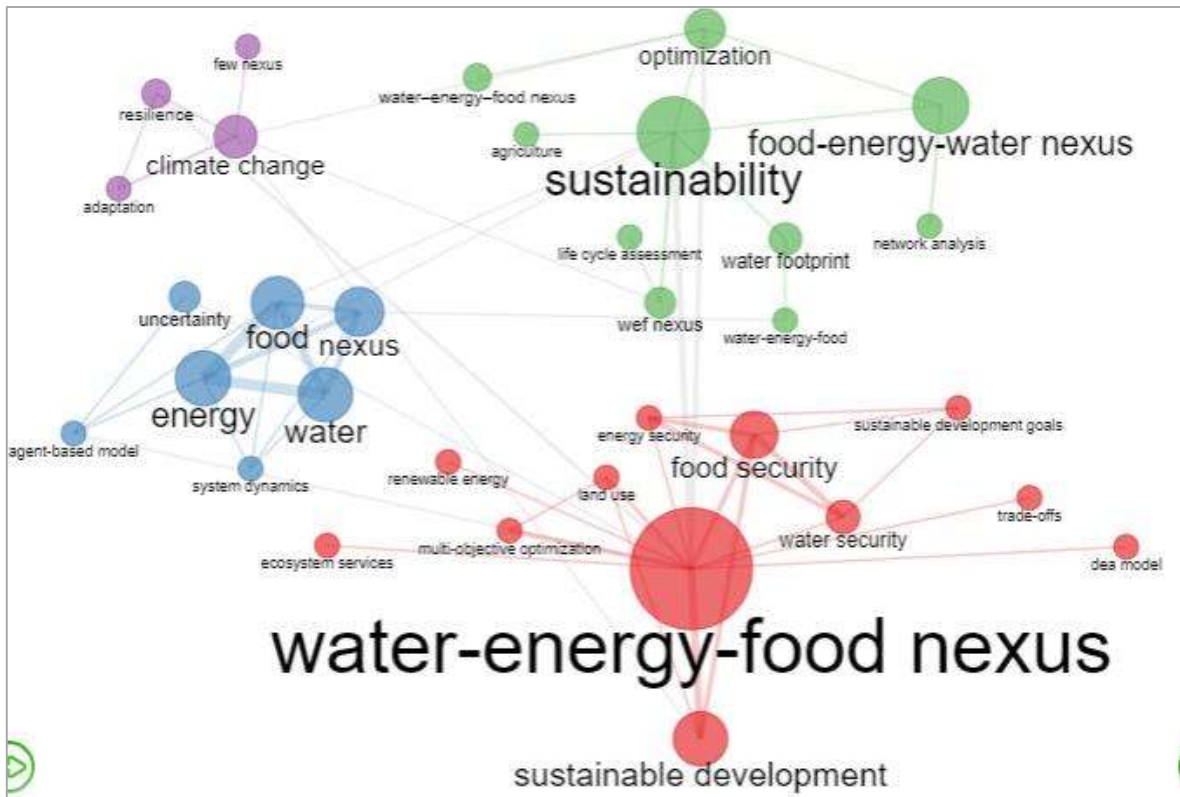 optimization
few nexus
water–energy–food nexus
resilience
food-energy-water nexus
agriculture
climate change
sustainability
adaptation
network analysis
life cycle assessment
water footprint
uncertainty
wef nexus
food
nexus
water-energy-food
energy
water
sustainable development goals
energy security
agent-based model
food security
renewable energy
system dynamics
land use
trade-offs
water security
multi-objective optimization
ecosystem services
dea model
water-energy-food nexus
sustainable development